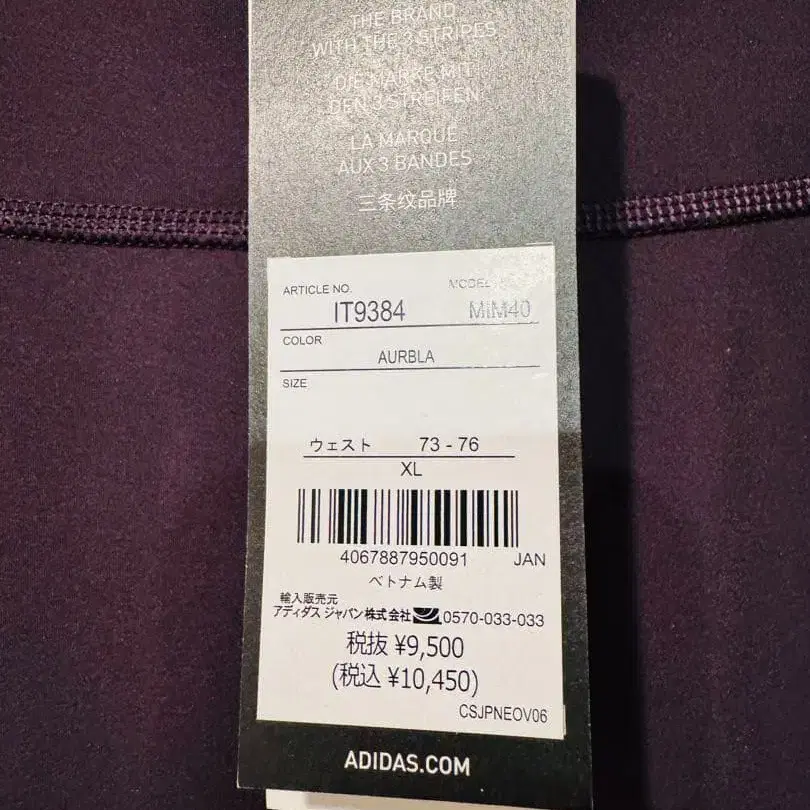 THE BRAND
WITH THE 3 STRIPES
DIE MARKE MIT
DEN 3 STREIFEN
LA MARQUE
AUX 3 BANDES
三条纹品牌
ARTICLE NO. MODEL
IT9384 MIM40
COLOR
AURBLA
SIZE
ウェスト 73 - 76
XL
4067887950091 JAN
ベトナム製
輸入販売元
アディダス ジャパン株式会社 0570-033-033
税抜 ¥9,500
(税込 ¥10,450)
CSJPNEOV06
ADIDAS.COM